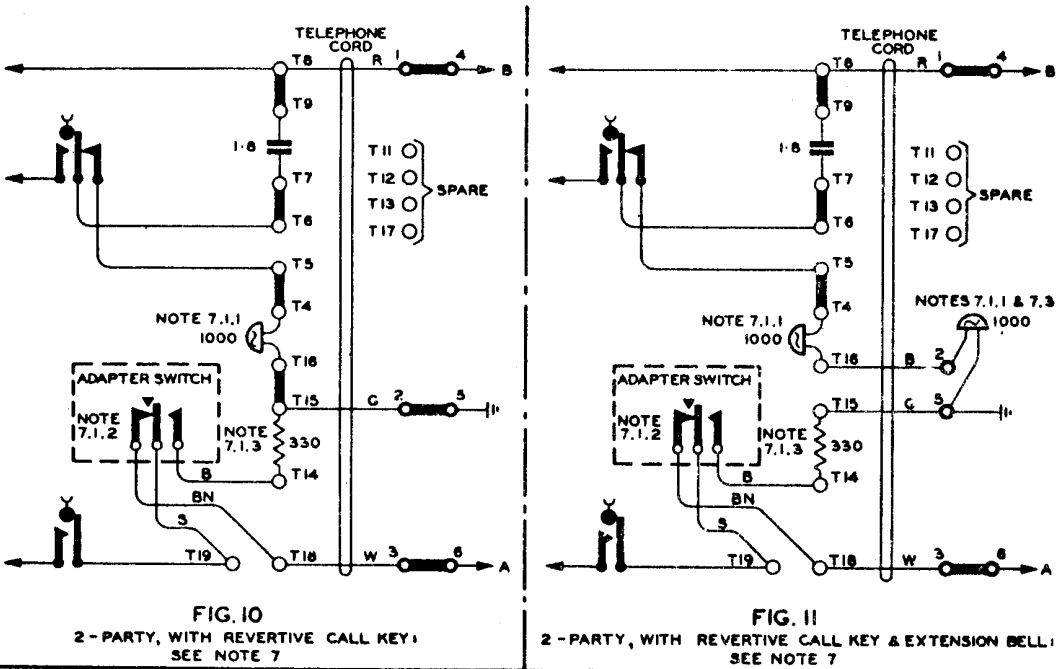 TELEPHONE
CORD
T8
R
1
4
B
T9
1·8
T7
T6
T11
T12
T13
T17
SPARE
T5
T4
NOTE 7.1.1
1000
T16
ADAPTER SWITCH
NOTE
7.1.2
T15
G
2
5
NOTE
7.1.3
330
T14
B
BN
S
T19
T18
W
3
6
A
FIG. 10
2-PARTY, WITH REVERTIVE CALL KEY:
SEE NOTE 7
TELEPHONE
CORD
T8
R
1
4
B
T9
1·8
T7
T6
T11
T12
T13
T17
SPARE
T5
T4
NOTES 7.1.1 & 7.3
1000
NOTE 7.1.1
1000
T16
B
2
ADAPTER SWITCH
NOTE
7.1.2
T15
G
5
NOTE
7.1.3
330
T14
B
BN
S
T19
T18
W
3
6
A
FIG. 11
2-PARTY, WITH REVERTIVE CALL KEY & EXTENSION BELL:
SEE NOTE 7